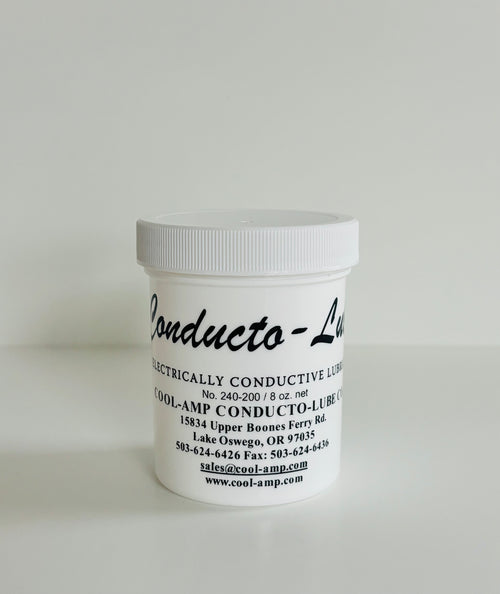 Conducto-Lu
ELECTRICALLY CONDUCTIVE LUBRI
No. 240-200 / 8 oz. net
COOL-AMP CONDUCTO-LUBE CO
15834 Upper Boones Ferry Rd.
Lake Oswego, OR 97035
503-624-6426 Fax: 503-624-6436
sales@cool-amp.com
www.cool-amp.com